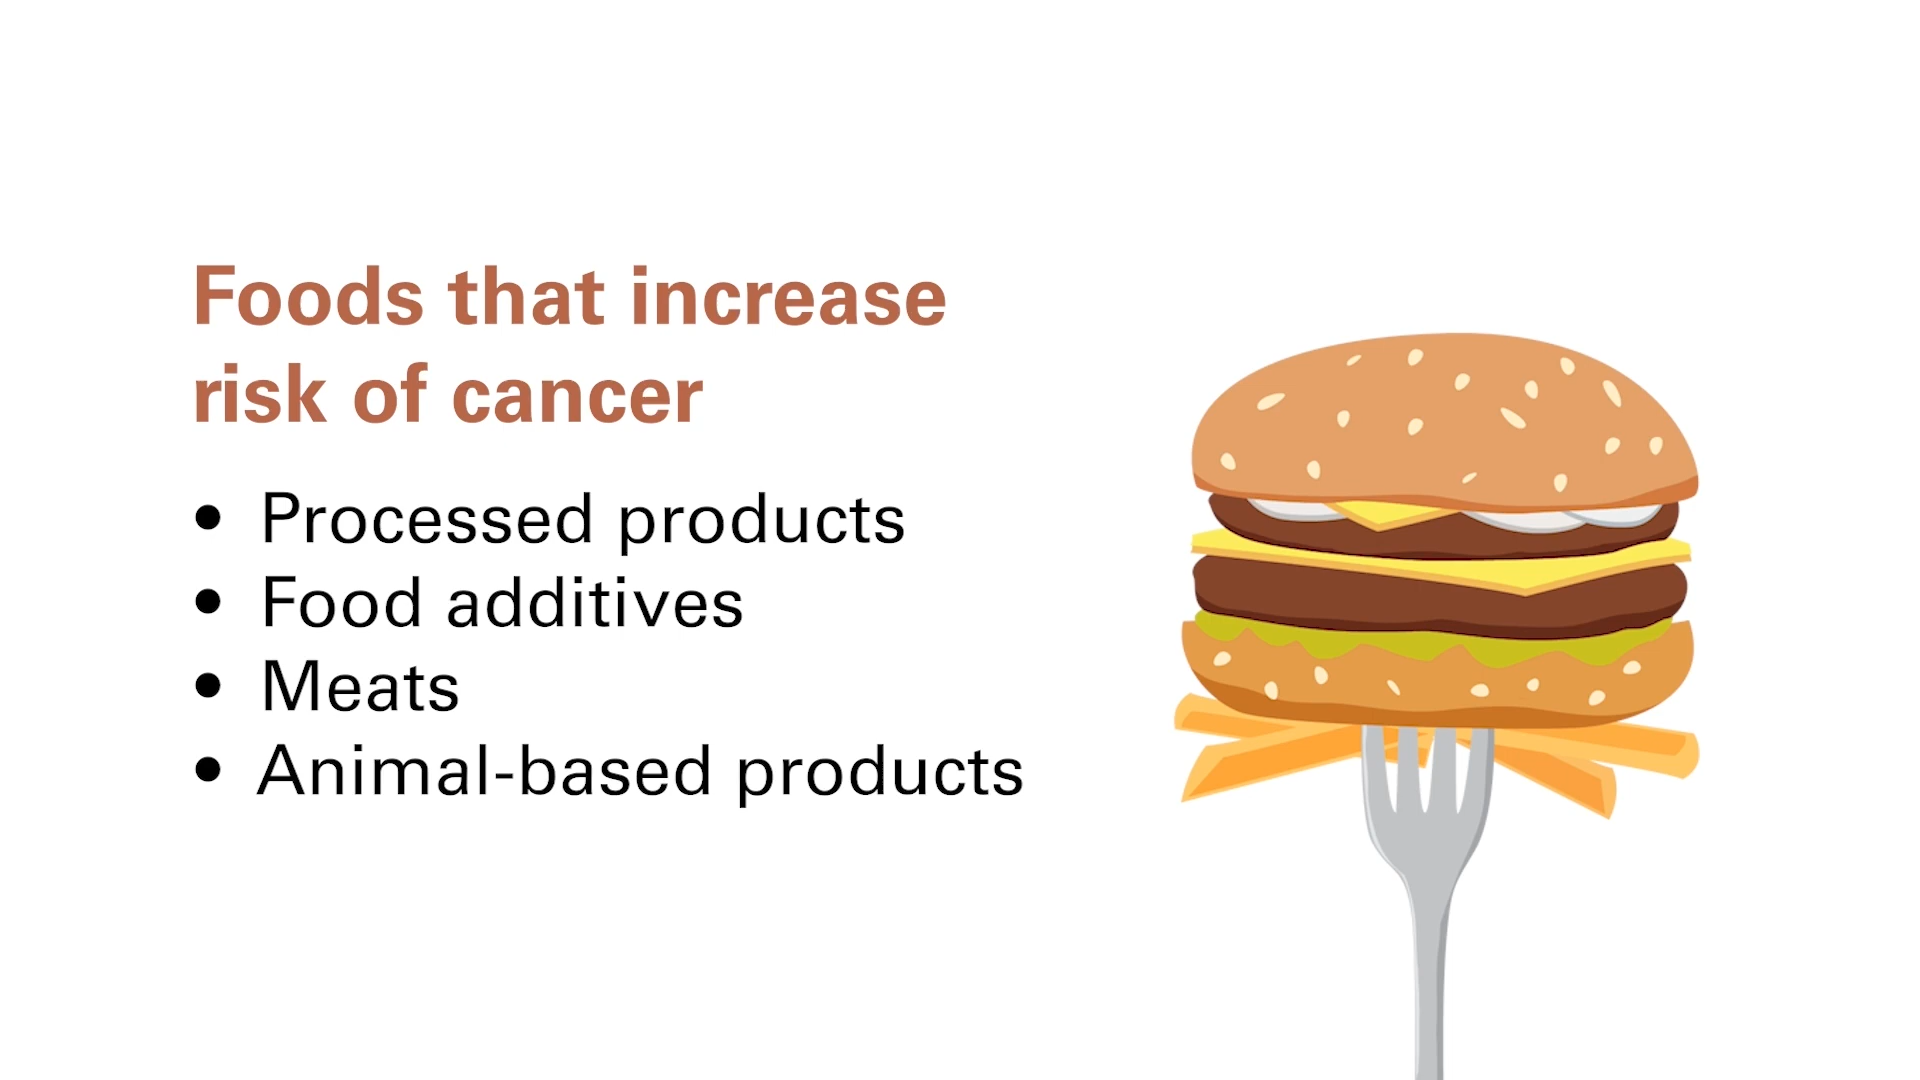 Foods that increase
risk of cancer
• Processed products
• Food additives
• Meats
• Animal-based products